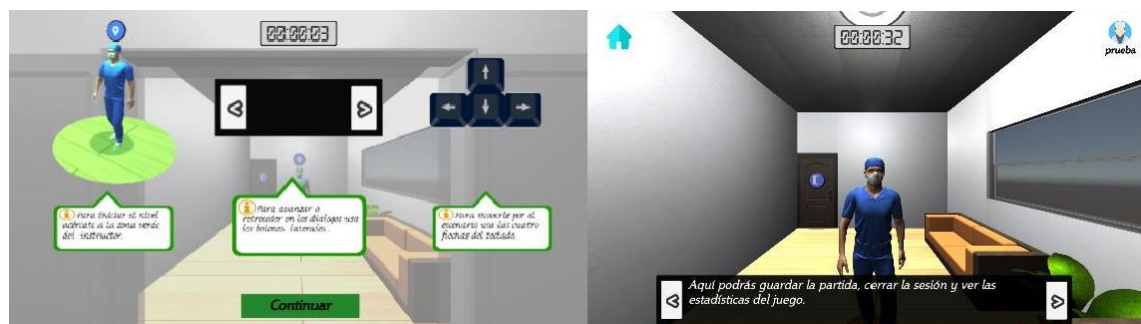 00:00:03
Para iniciar el nivel
acércate a la zona verde
del instructor.
Para avanzar o
retroceder en los dialogos usa
los botones laterales.
Para moverte por el
escenario usa las cuatro
flechas del teclado.
Continuar
00:00:32
prueba
Aquí podrás guardar la partida, cerrar la sesión y ver las
estadísticas del juego.